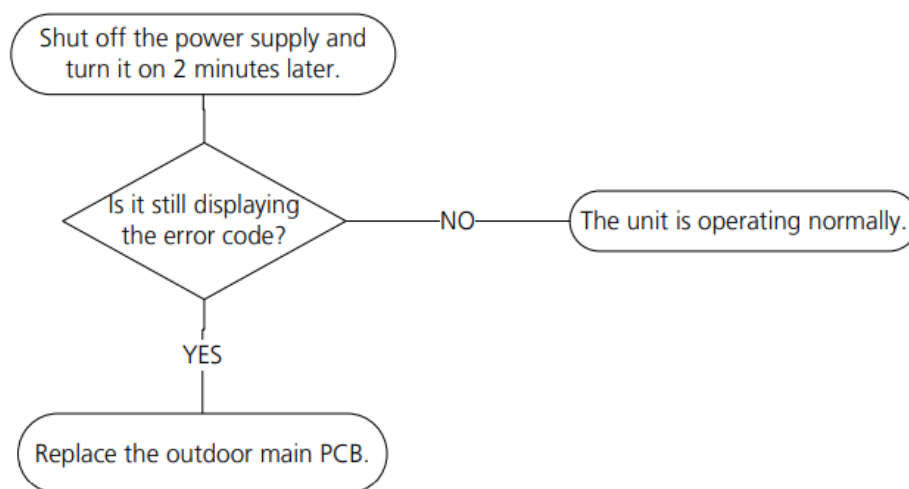 Shut off the power supply and
turn it on 2 minutes later.
Is it still displaying
the error code?
NO
The unit is operating normally.
YES
Replace the outdoor main PCB.